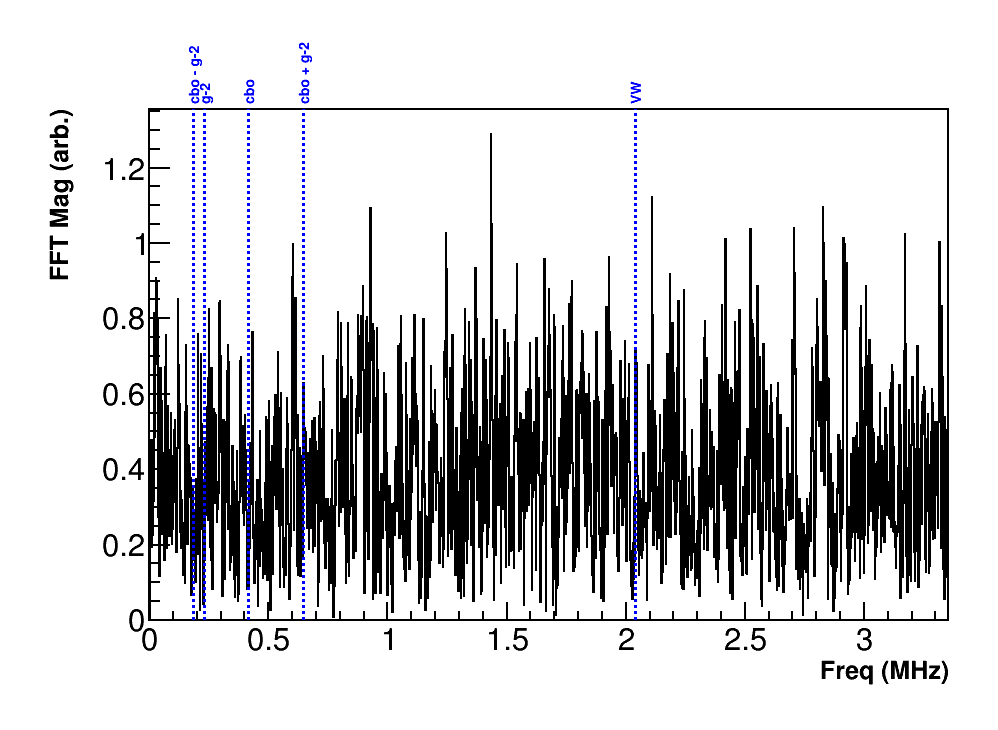 cbo - g-2
g-2
cbo
cbo + g-2
VW
FFT Mag (arb.)
1.2
1
0.8
0.6
0.4
0.2
0
0 0.5 1 1.5 2 2.5 3
Freq (MHz)